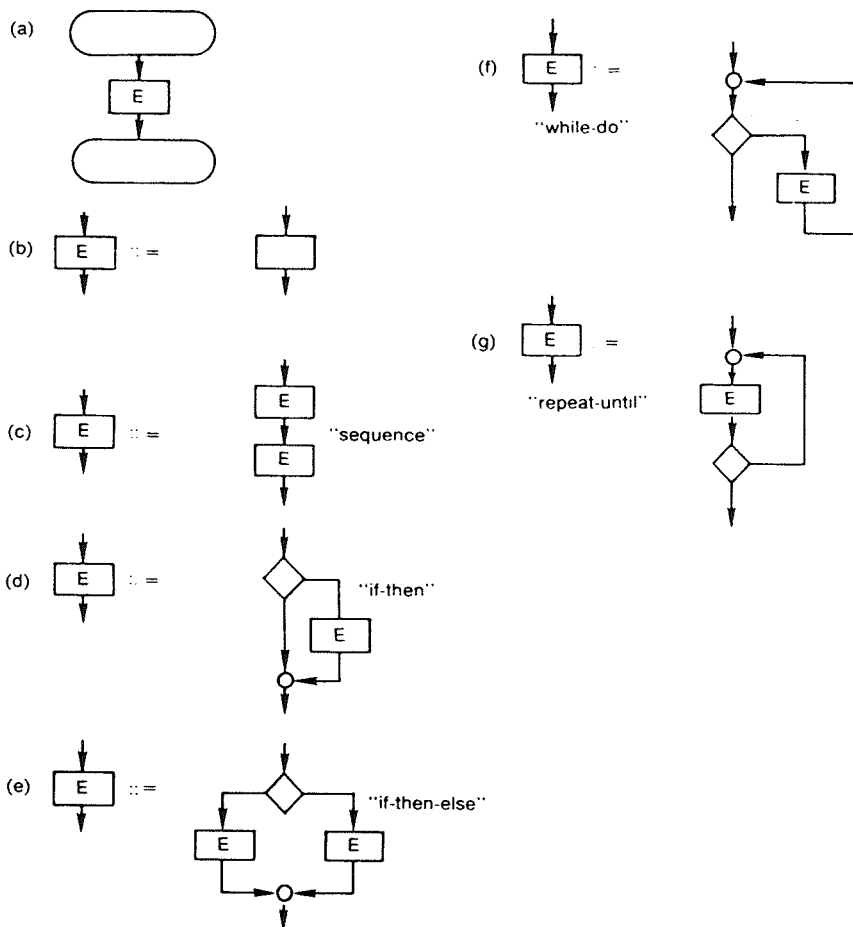 (a)
E
(b) E :: =
(c) E :: = E "sequence"
E
(d) E :: = "if-then"
E
(e) E :: = "if-then-else"
E E
(f) E : =
"while-do"
E
(g) E : =
"repeat-until"
E